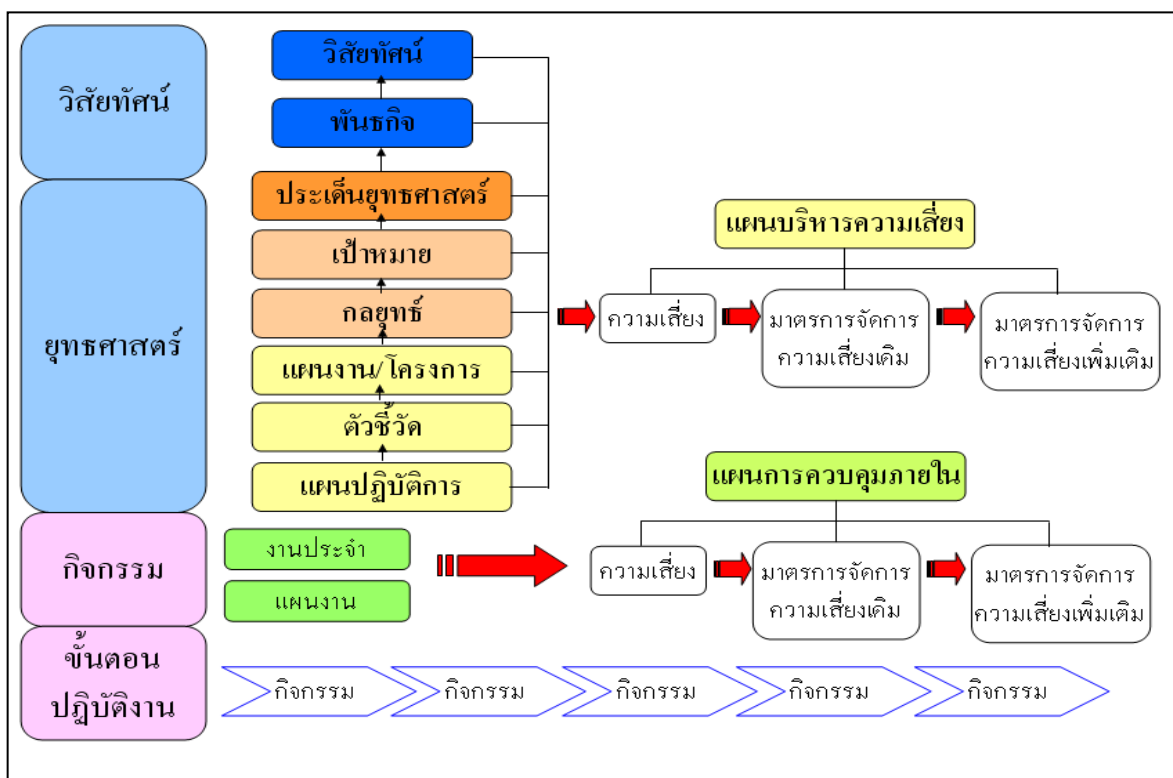 วิสัยทัศน์
ยุทธศาสตร์
กิจกรรม
ขั้นตอน
ปฏิบัติงาน
วิสัยทัศน์
พันธกิจ
ประเด็นยุทธศาสตร์
เป้าหมาย
กลยุทธ์
แผนงาน/โครงการ
ตัวชี้วัด
แผนปฏิบัติการ
งานประจำ
แผนงาน
แผนบริหารความเสี่ยง
ความเสี่ยง
มาตรการจัดการ
ความเสี่ยงเดิม
มาตรการจัดการ
ความเสี่ยงเพิ่มเติม
แผนการควบคุมภายใน
ความเสี่ยง
มาตรการจัดการ
ความเสี่ยงเดิม
มาตรการจัดการ
ความเสี่ยงเพิ่มเติม
กิจกรรม
กิจกรรม
กิจกรรม
กิจกรรม
กิจกรรม